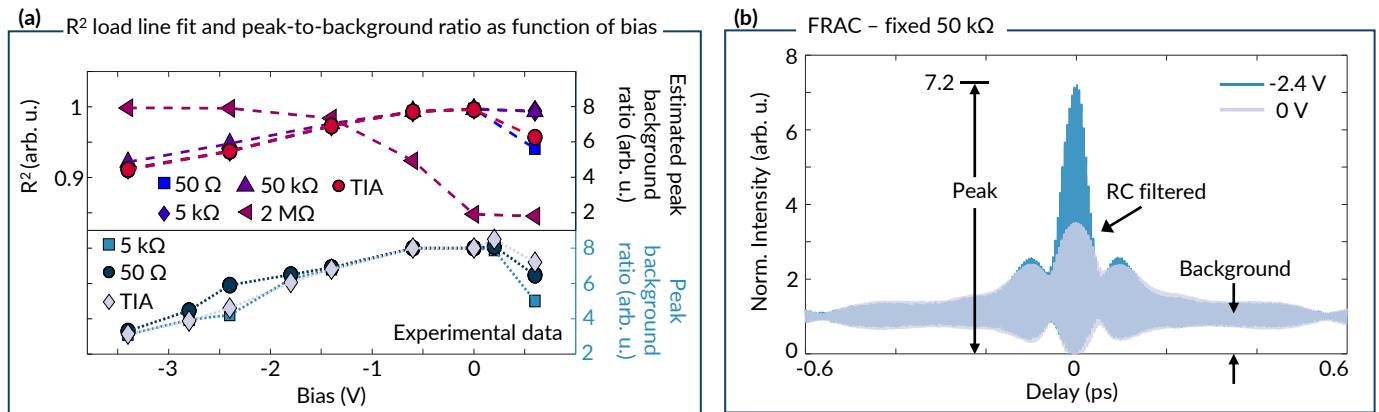 (a)
R² load line fit and peak-to-background ratio as function of bias
R² (arb. u.)
1
0.9
8
6
4
2
Estimated peak
background
ratio (arb. u.)
50 Ω
50 kΩ
TIA
5 kΩ
2 MΩ
5 kΩ
50 Ω
TIA
Experimental data
8
6
4
2
Peak
background
ratio (arb. u.)
-3
-2
-1
0
Bias (V)
(b)
FRAC – fixed 50 kΩ
Norm. Intensity (arb. u.)
8
7
6
4
2
1
0
7.2
-2.4 V
0 V
Peak
RC filtered
Background
-0.6
0
0.6
Delay (ps)